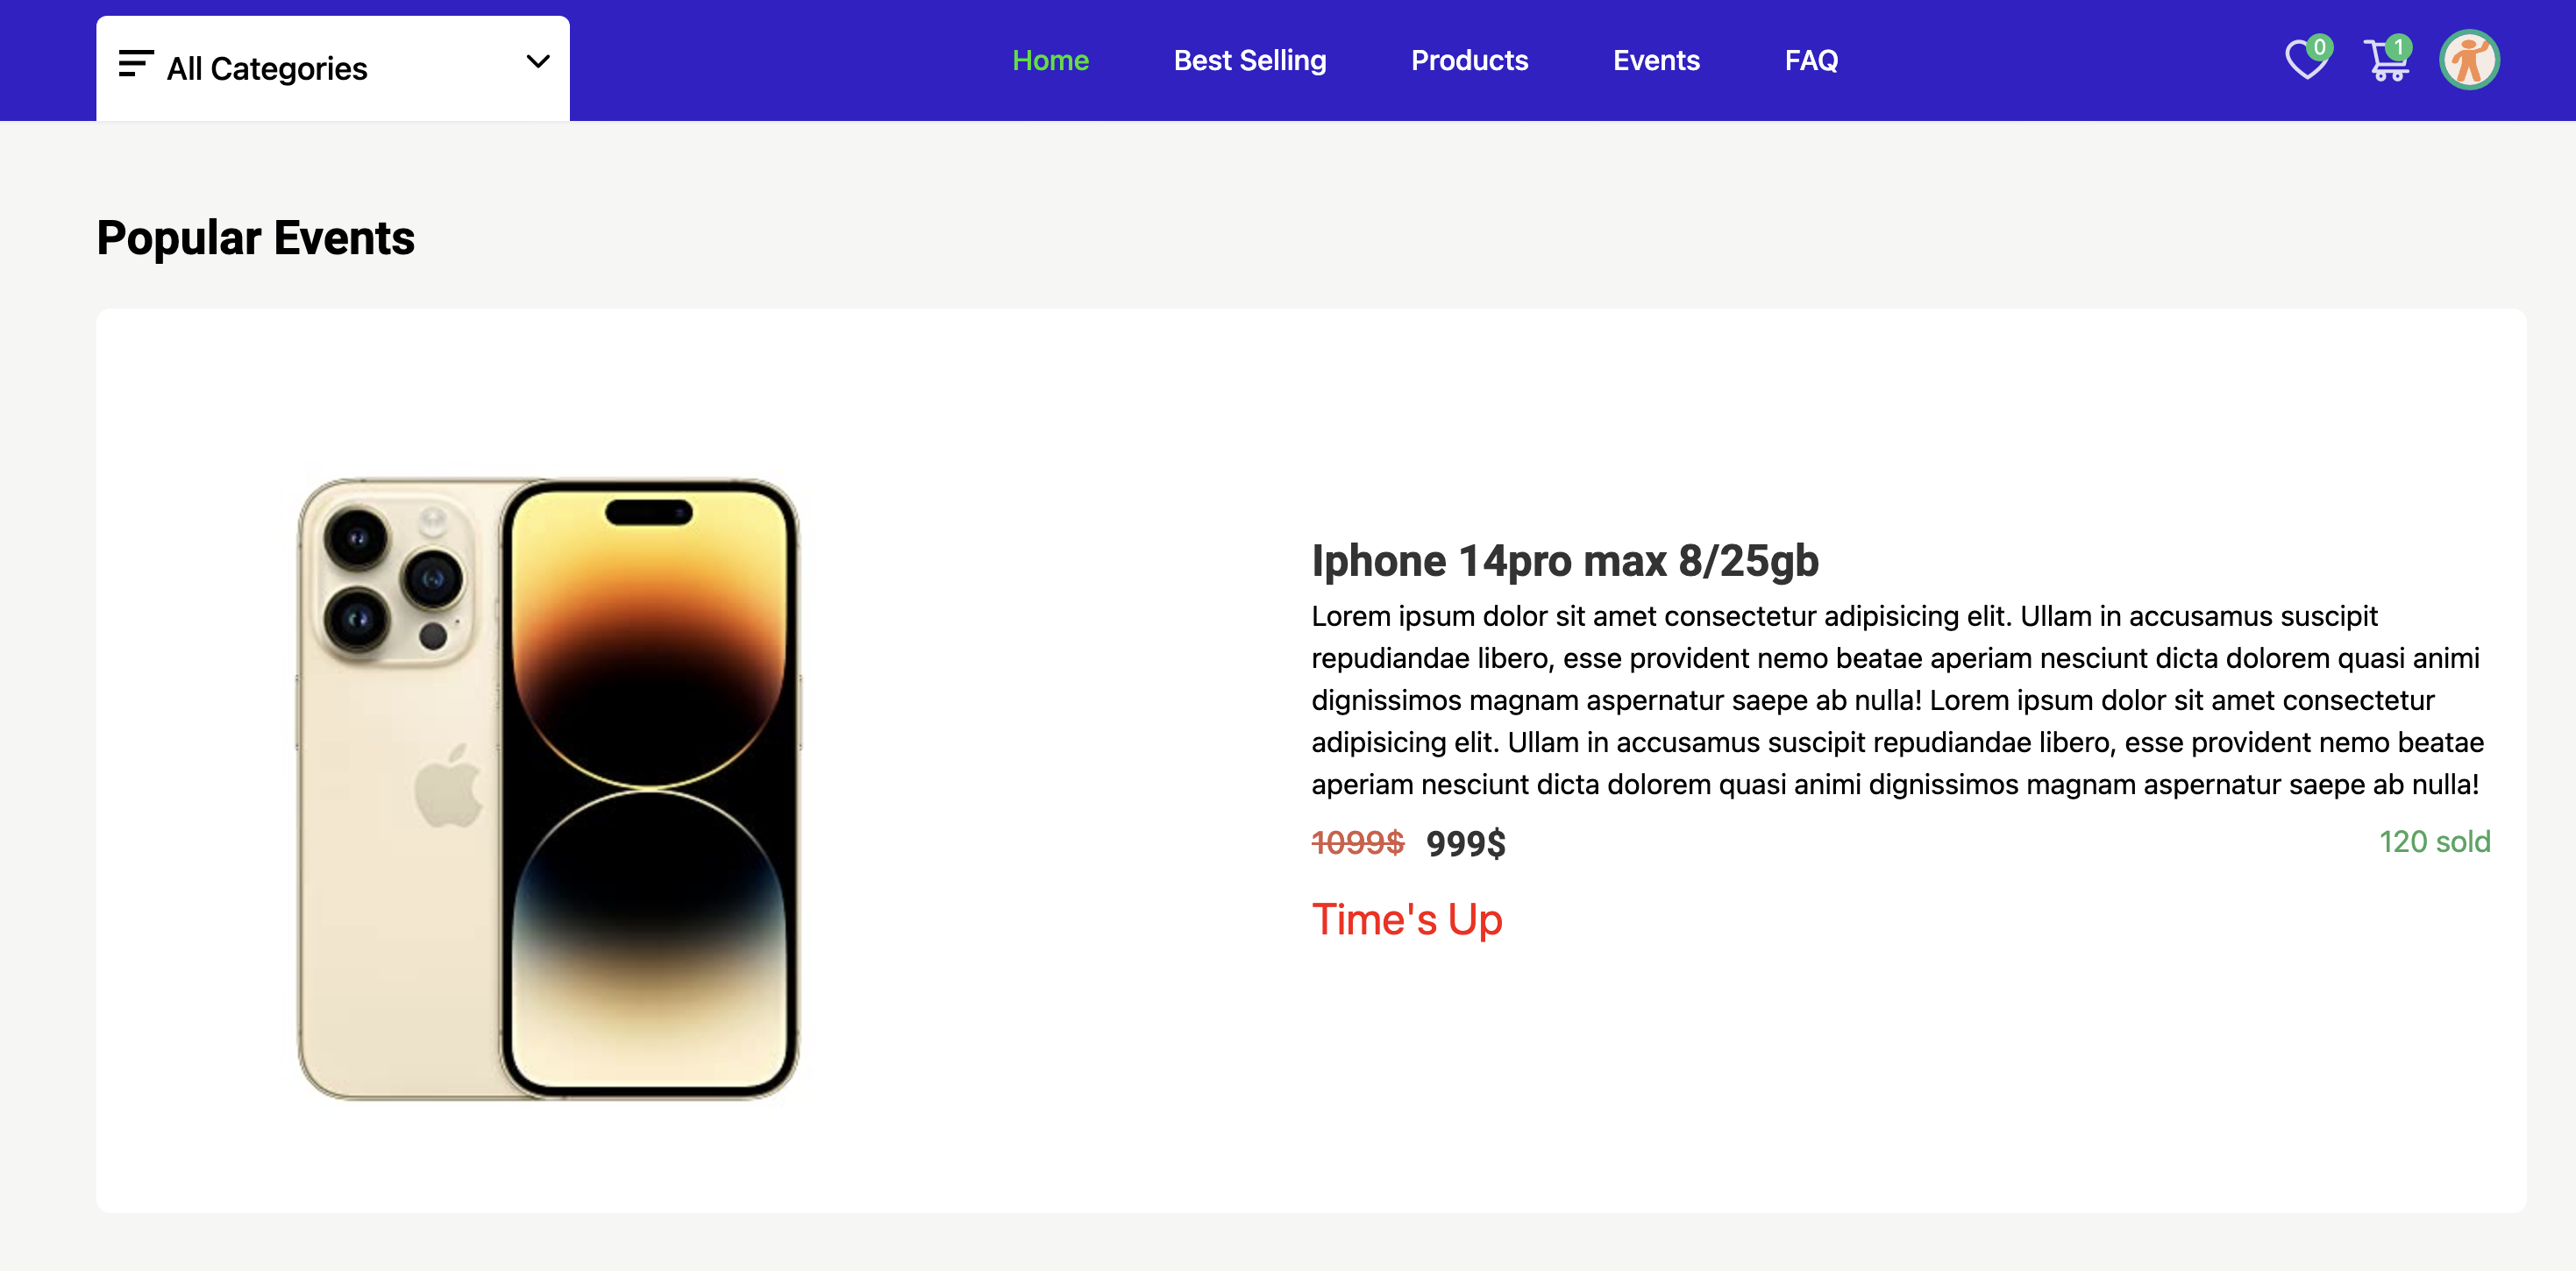 All Categories
Home
Best Selling
Products
Events
FAQ
0
1
Popular Events
Iphone 14pro max 8/25gb
Lorem ipsum dolor sit amet consectetur adipisicing elit. Ullam in accusamus suscipit
repudiandae libero, esse provident nemo beatae aperiam nesciunt dicta dolorem quasi animi
dignissimos magnam aspernatur saepe ab nulla! Lorem ipsum dolor sit amet consectetur
adipisicing elit. Ullam in accusamus suscipit repudiandae libero, esse provident nemo beatae
aperiam nesciunt dicta dolorem quasi animi dignissimos magnam aspernatur saepe ab nulla!
1099$ 999$
120 sold
Time's Up